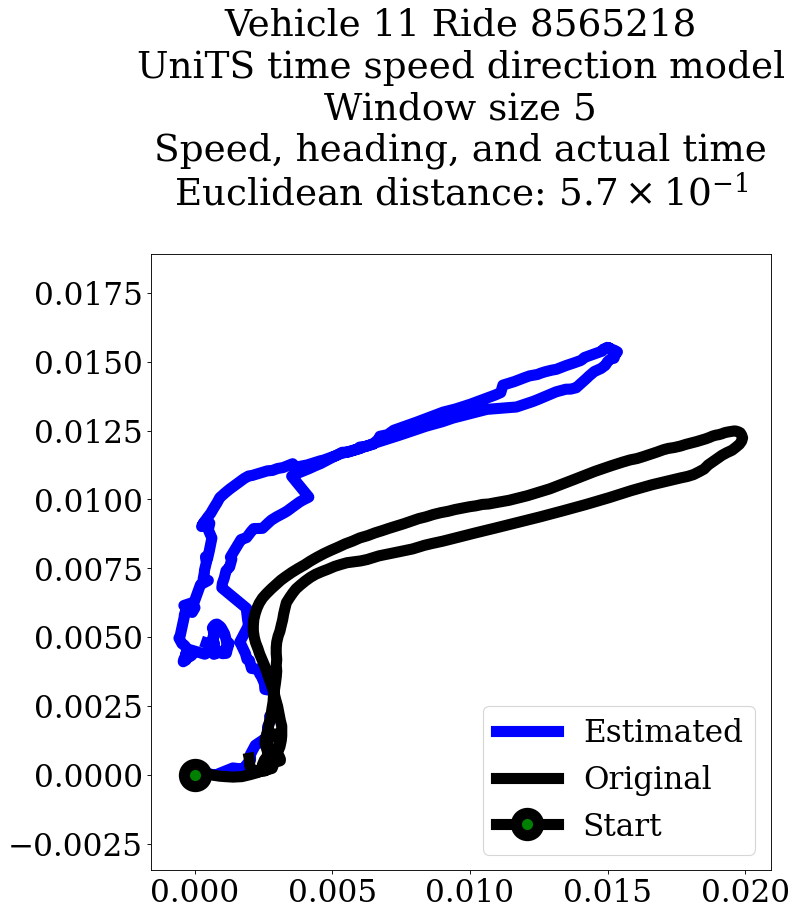 Vehicle 11 Ride 8565218
UniTS time speed direction model
Window size 5
Speed, heading, and actual time
Euclidean distance: 5.7 × 10⁻¹
0.0175
0.0150
0.0125
0.0100
0.0075
0.0050
0.0025
0.0000
−0.0025
Estimated
Original
Start
0.000 0.005 0.010 0.015 0.020